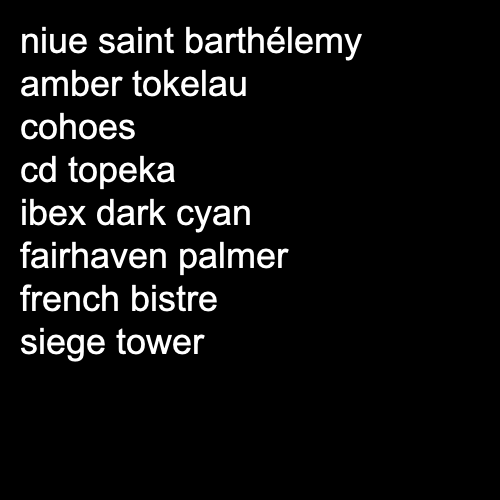 niue saint barthélemy
amber tokelau
cohoes
cd topeka
ibex dark cyan
fairhaven palmer
french bistre
siege tower